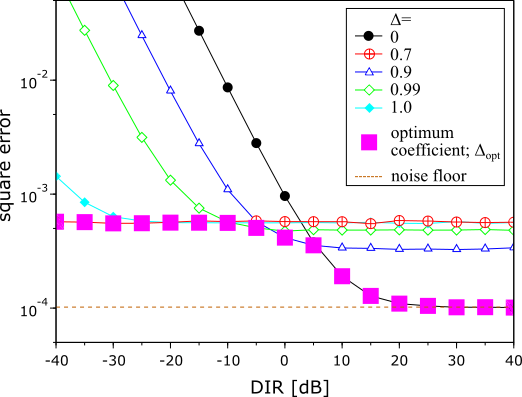 Δ=
0
0.7
0.9
0.99
1.0
optimum
coefficient; Δopt
noise floor
10-2
10-3
10-4
square error
-40 -30 -20 -10 0 10 20 30 40
DIR [dB]